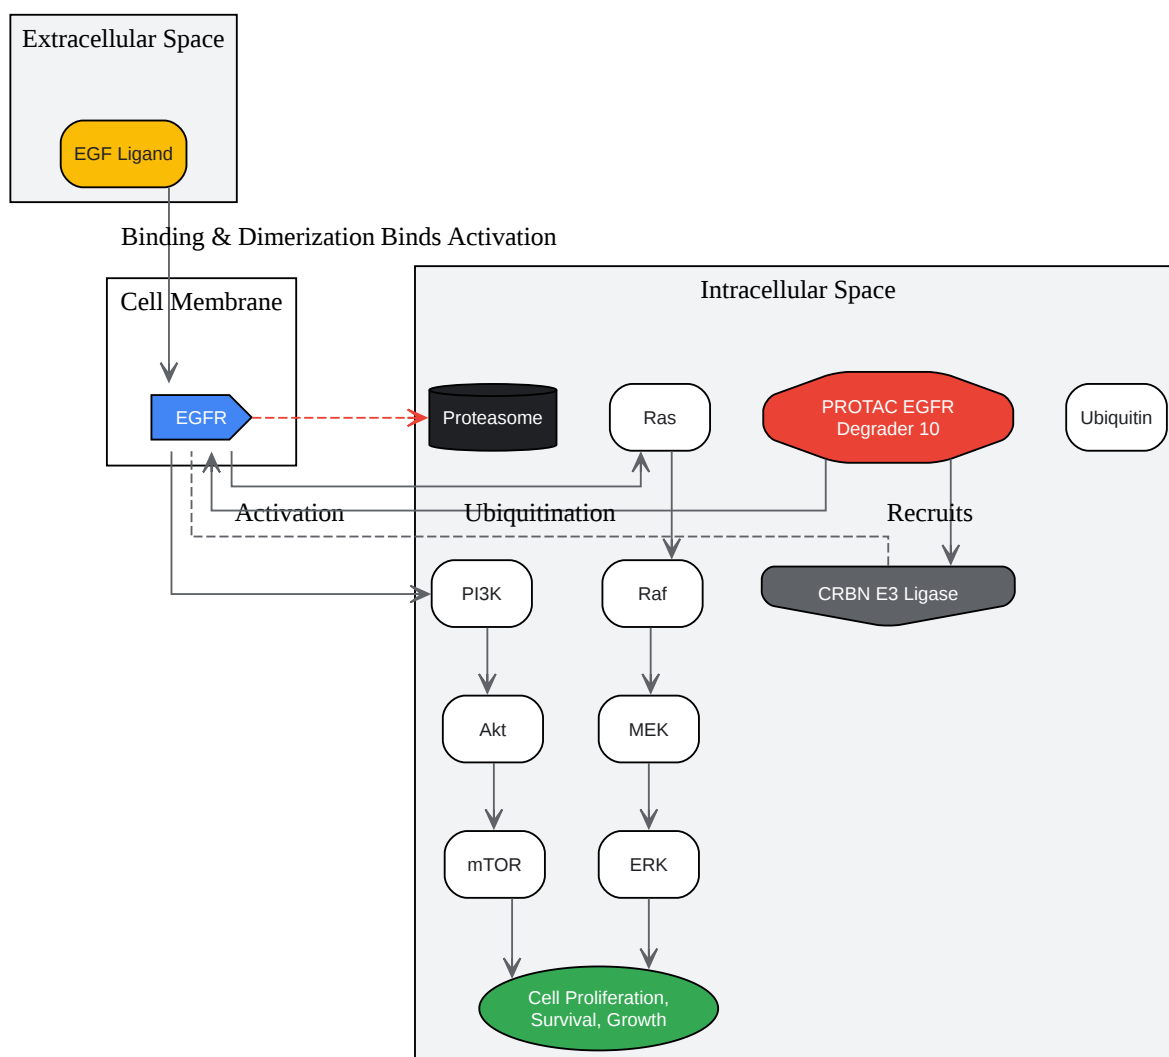 Extracellular Space
EGF Ligand
Binding & Dimerization Binds Activation
Cell Membrane
Intracellular Space
EGFR
Proteasome
Ras
PROTAC EGFR
Degrader 10
Ubiquitin
Activation
Ubiquitination
Recruits
PI3K
Raf
CRBN E3 Ligase
Akt
MEK
mTOR
ERK
Cell Proliferation,
Survival, Growth